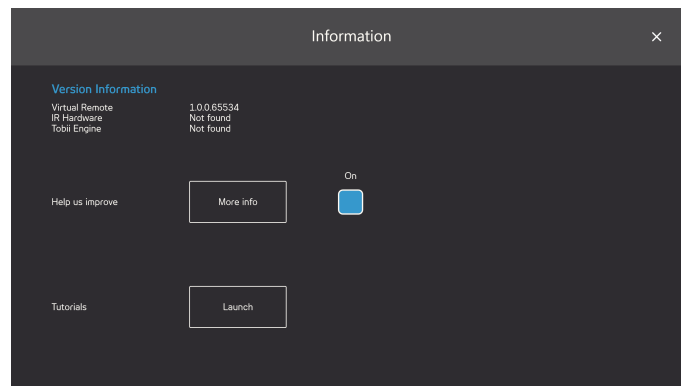 Information
Version Information
Virtual Remote 1.0.0.65534
IR Hardware Not found
Tobii Engine Not found
On
Help us improve More info
Tutorials Launch